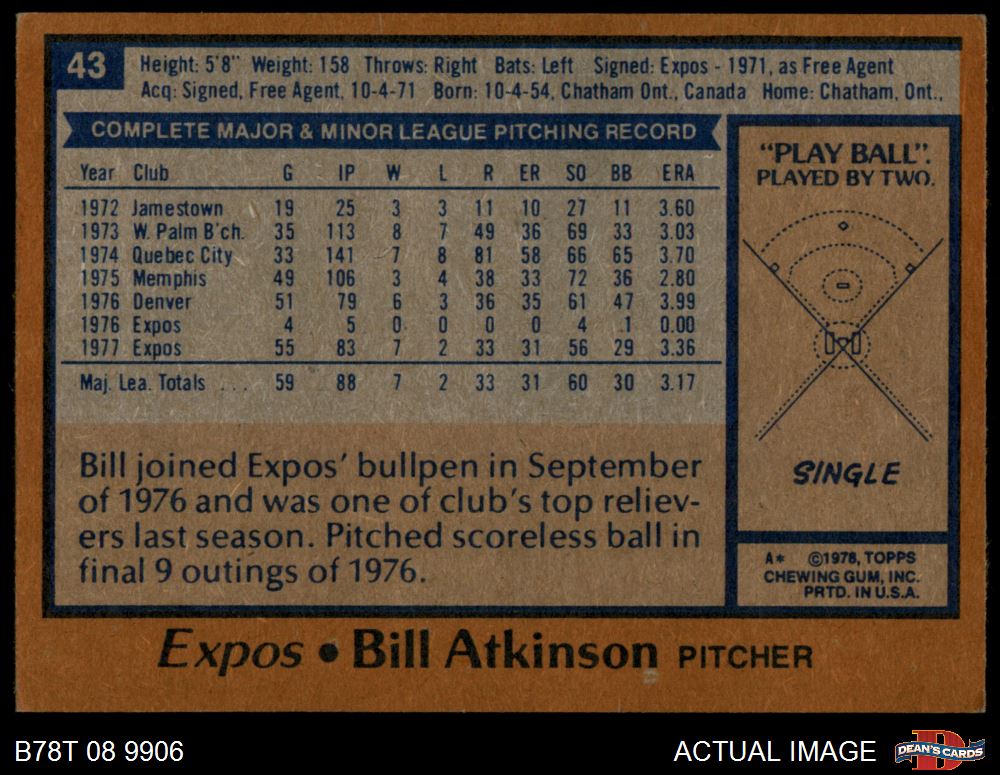 43
Height: 5'8" Weight: 158 Throws: Right Bats: Left Signed: Expos - 1971, as Free Agent
Acq: Signed, Free Agent, 10-4-71 Born: 10-4-54, Chatham Ont., Canada Home: Chatham, Ont.,
COMPLETE MAJOR & MINOR LEAGUE PITCHING RECORD
Year Club G IP W L R ER SO BB ERA
1972 Jamestown 19 25 3 3 11 10 27 11 3.60
1973 W. Palm B'ch. 35 113 8 7 49 36 69 33 3.03
1974 Quebec City 33 141 7 8 81 58 66 65 3.70
1975 Memphis 49 106 3 4 38 33 72 36 2.80
1976 Denver 51 79 6 3 36 35 61 47 3.99
1976 Expos 4 5 0 0 0 0 4 1 0.00
1977 Expos 55 83 7 2 33 31 56 29 3.36
Maj. Lea. Totals ... 59 88 7 2 33 31 60 30 3.17
Bill joined Expos' bullpen in September
of 1976 and was one of club's top reliev-
ers last season. Pitched scoreless ball in
final 9 outings of 1976.
"PLAY BALL".
PLAYED BY TWO.
SINGLE
A* ©1978, TOPPS
CHEWING GUM, INC.
PRTD. IN U.S.A.
Expos • Bill Atkinson PITCHER
B78T 08 9906
ACTUAL IMAGE
D
DEAN'S CARDS